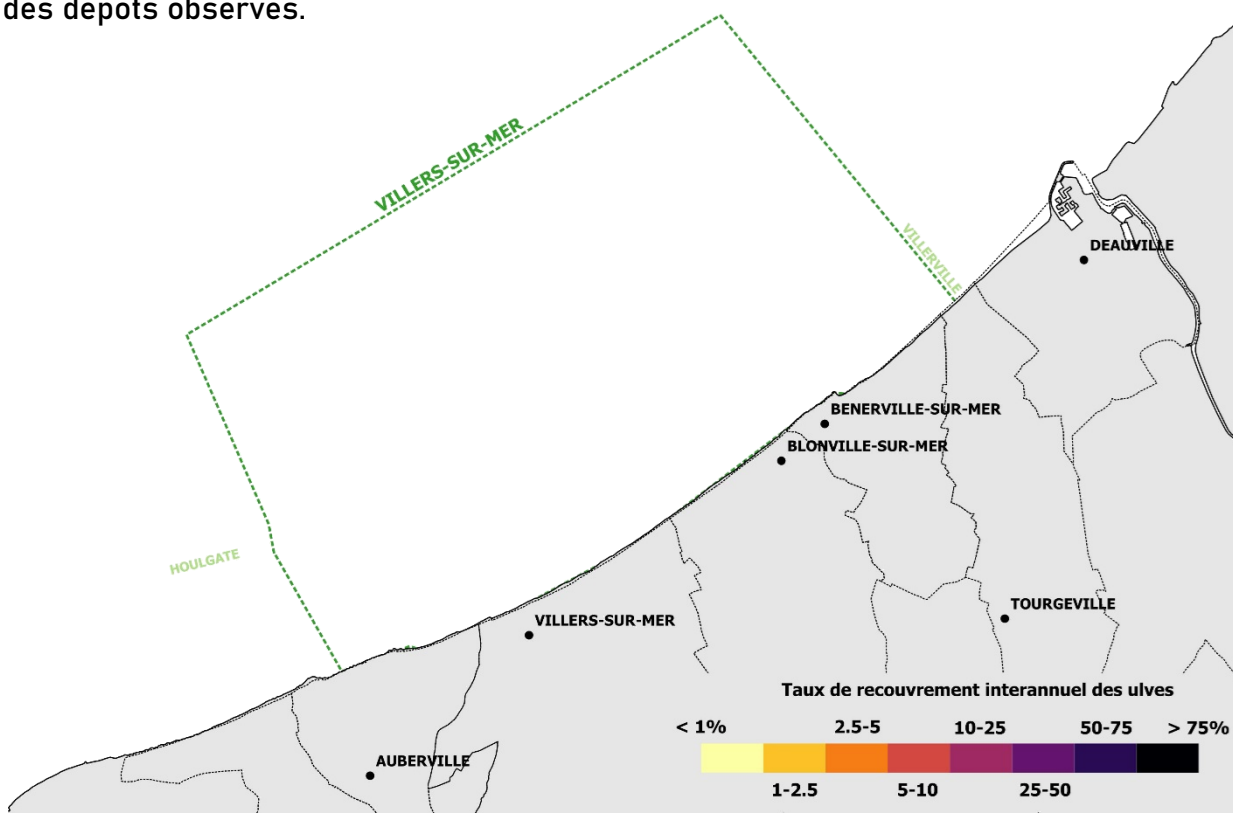 des dépôts observés.
VILLERS-SUR-MER
VILLERVILLE
DEAUVILLE
BENERVILLE-SUR-MER
BLONVILLE-SUR-MER
HOULGATE
TOURGEVILLE
VILLERS-SUR-MER
AUBERVILLE
Taux de recouvrement interannuel des ulves
< 1% 2.5-5 10-25 50-75 > 75%
1-2.5 5-10 25-50